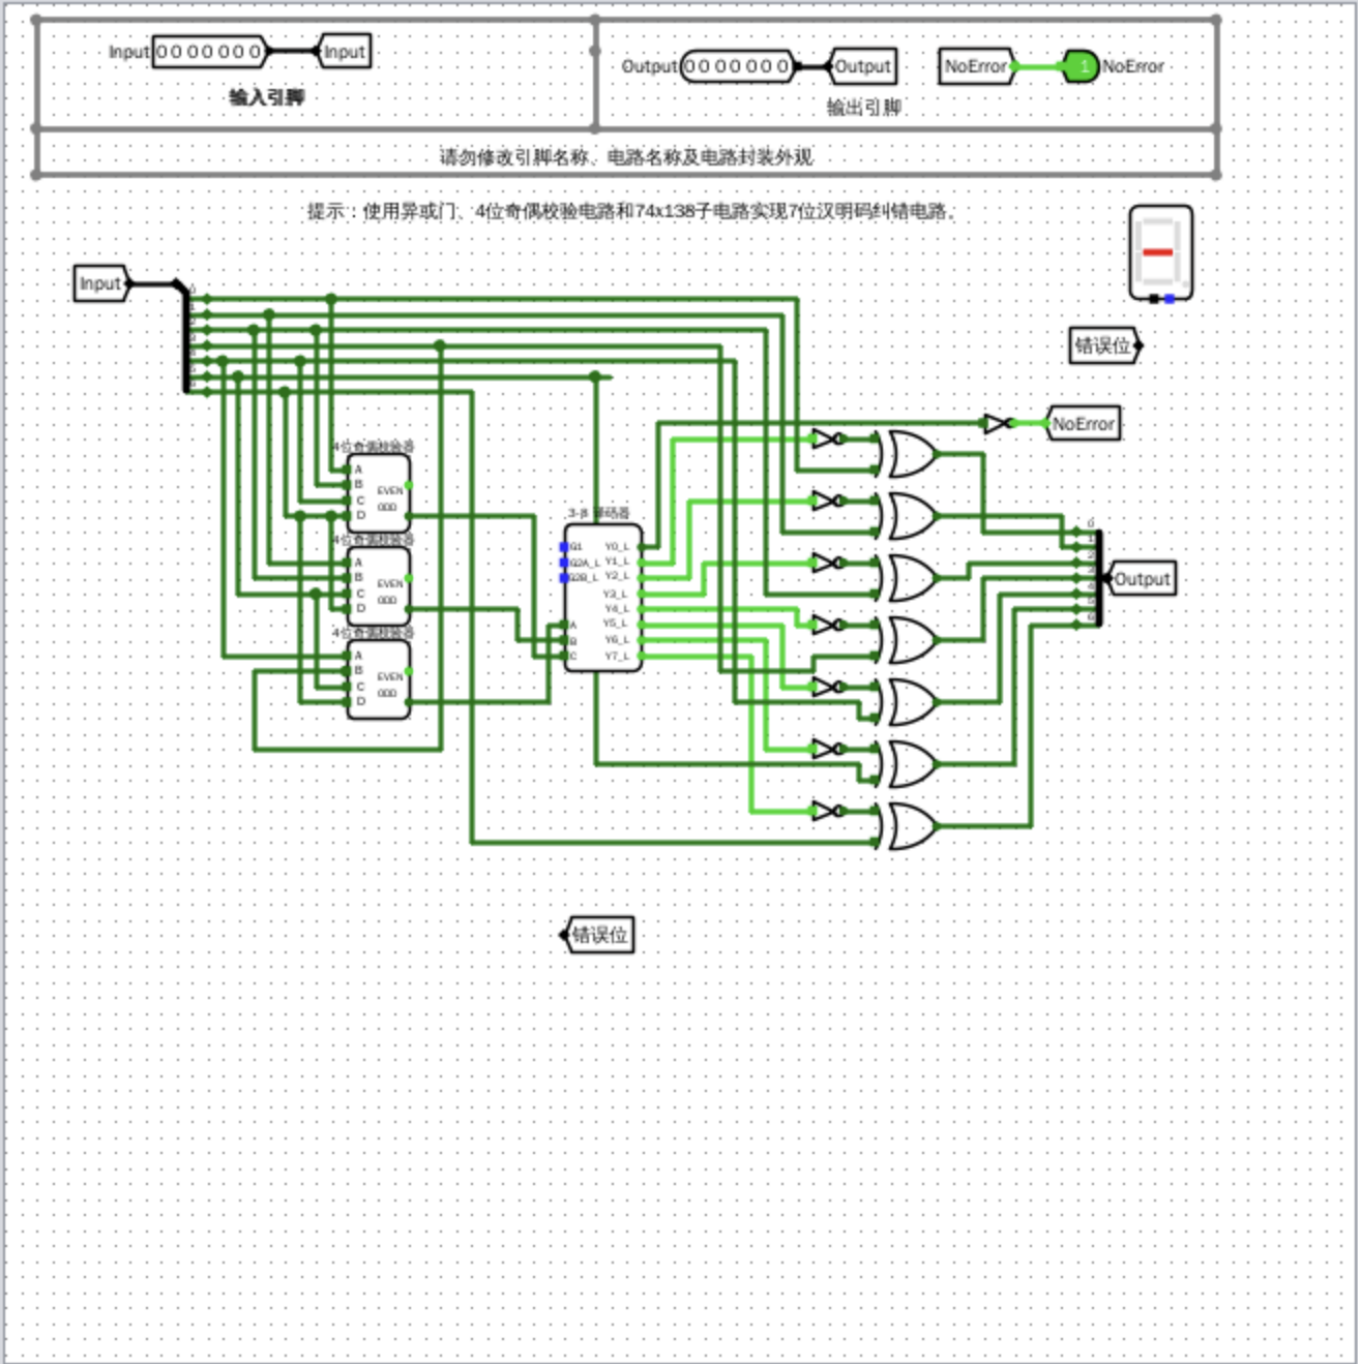 Input 0 0 0 0 0 0 0 Input
输入引脚
Output 0 0 0 0 0 0 0 Output NoError 1 NoError
输出引脚
请勿修改引脚名称、电路名称及电路封装外观
提示：使用异或门、4位奇偶校验电路和74x138子电路实现7位汉明码纠错电路。
Input
错误位
NoError
4位奇偶校验器
A
B
C
D
EVEN
ODD
4位奇偶校验器
A
B
C
D
EVEN
ODD
4位奇偶校验器
A
B
C
D
EVEN
ODD
3-8 译码器
G1 Y0_L
G2A_L Y1_L
G2B_L Y2_L
Y3_L
Y4_L
A Y5_L
B Y6_L
C Y7_L
Output
错误位